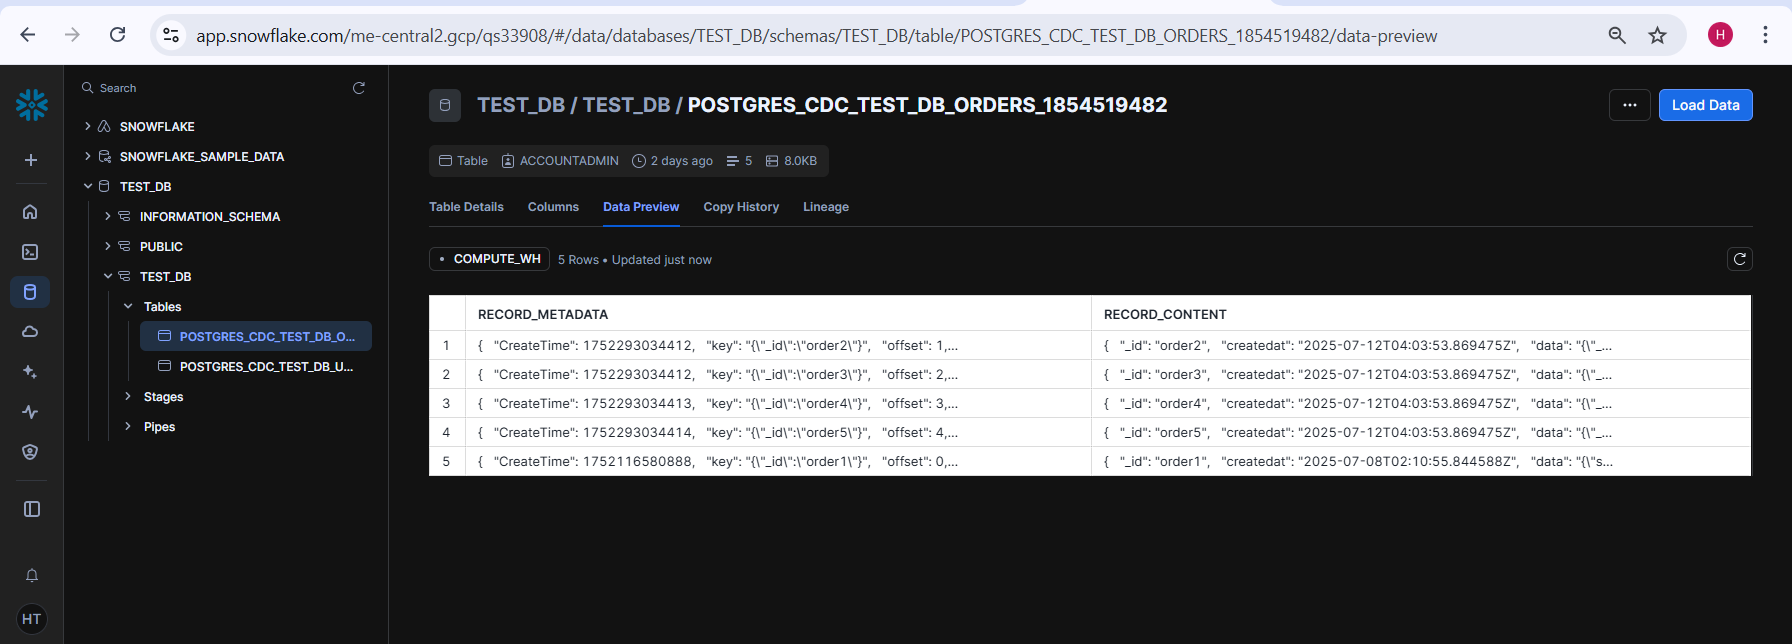 app.snowflake.com/me-central2.gcp/qs33908/#/data/databases/TEST_DB/schemas/TEST_DB/table/POSTGRES_CDC_TEST_DB_ORDERS_1854519482/data-preview
H
Search
SNOWFLAKE
SNOWFLAKE_SAMPLE_DATA
TEST_DB
INFORMATION_SCHEMA
PUBLIC
TEST_DB
Tables
POSTGRES_CDC_TEST_DB_O...
POSTGRES_CDC_TEST_DB_U...
Stages
Pipes
HT
TEST_DB / TEST_DB / POSTGRES_CDC_TEST_DB_ORDERS_1854519482
... Load Data
Table ACCOUNTADMIN 2 days ago 5 8.0KB
Table Details Columns Data Preview Copy History Lineage
COMPUTE_WH 5 Rows • Updated just now
RECORD_METADATA RECORD_CONTENT
1 { "CreateTime": 1752293034412, "key": "{\"_id\":\"order2\"}", "offset": 1,... { "_id": "order2", "createdat": "2025-07-12T04:03:53.869475Z", "data": "{\"_...
2 { "CreateTime": 1752293034412, "key": "{\"_id\":\"order3\"}", "offset": 2,... { "_id": "order3", "createdat": "2025-07-12T04:03:53.869475Z", "data": "{\"_...
3 { "CreateTime": 1752293034413, "key": "{\"_id\":\"order4\"}", "offset": 3,... { "_id": "order4", "createdat": "2025-07-12T04:03:53.869475Z", "data": "{\"_...
4 { "CreateTime": 1752293034414, "key": "{\"_id\":\"order5\"}", "offset": 4,... { "_id": "order5", "createdat": "2025-07-12T04:03:53.869475Z", "data": "{\"_...
5 { "CreateTime": 1752116580888, "key": "{\"_id\":\"order1\"}", "offset": 0,... { "_id": "order1", "createdat": "2025-07-08T02:10:55.844588Z", "data": "{\"s...